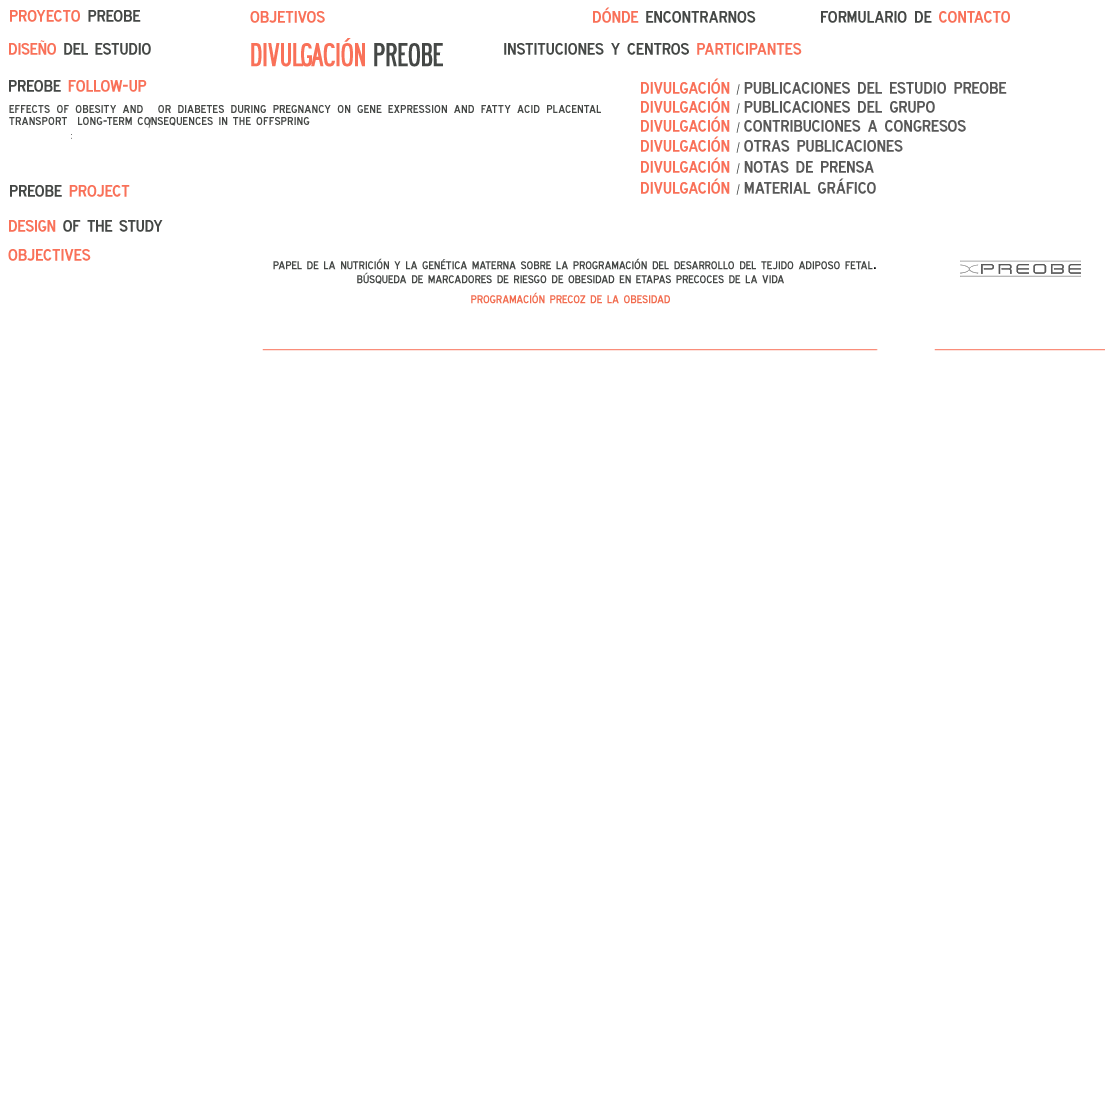 PROYECTO PREOBE
OBJETIVOS
DÓNDE ENCONTRARNOS
FORMULARIO DE CONTACTO
DISEÑO DEL ESTUDIO
DIVULGACIÓN PREOBE
INSTITUCIONES Y CENTROS PARTICIPANTES
PREOBE FOLLOW-UP
EFFECTS OF OBESITY AND OR DIABETES DURING PREGNANCY ON GENE EXPRESSION AND FATTY ACID PLACENTAL
TRANSPORT LONG-TERM CONSEQUENCES IN THE OFFSPRING
:
DIVULGACIÓN / PUBLICACIONES DEL ESTUDIO PREOBE
DIVULGACIÓN / PUBLICACIONES DEL GRUPO
DIVULGACIÓN / CONTRIBUCIONES A CONGRESOS
DIVULGACIÓN / OTRAS PUBLICACIONES
DIVULGACIÓN / NOTAS DE PRENSA
DIVULGACIÓN / MATERIAL GRÁFICO
PREOBE PROJECT
DESIGN OF THE STUDY
OBJECTIVES
PAPEL DE LA NUTRICIÓN Y LA GENÉTICA MATERNA SOBRE LA PROGRAMACIÓN DEL DESARROLLO DEL TEJIDO ADIPOSO FETAL.
BÚSQUEDA DE MARCADORES DE RIESGO DE OBESIDAD EN ETAPAS PRECOCES DE LA VIDA
PROGRAMACIÓN PRECOZ DE LA OBESIDAD
PREOBE